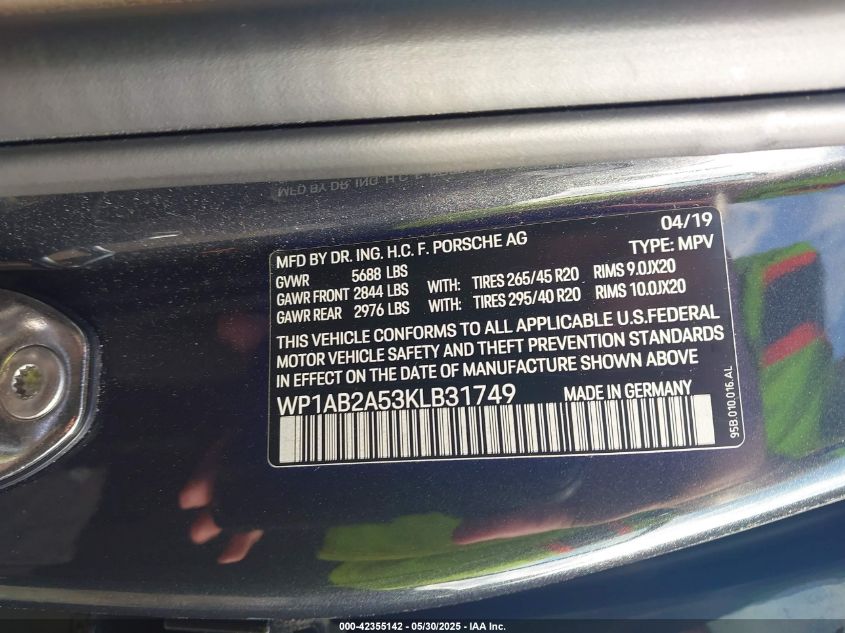 04/19
MFD BY DR. ING. H.C. F. PORSCHE AG TYPE: MPV
GVWR 5688 LBS
GAWR FRONT 2844 LBS WITH: TIRES 265/45 R20 RIMS 9.0JX20
GAWR REAR 2976 LBS WITH: TIRES 295/40 R20 RIMS 10.0JX20
THIS VEHICLE CONFORMS TO ALL APPLICABLE U.S.FEDERAL
MOTOR VEHICLE SAFETY AND THEFT PREVENTION STANDARDS
IN EFFECT ON THE DATE OF MANUFACTURE SHOWN ABOVE
WP1AB2A53KLB31749 MADE IN GERMANY
95B.010.016.AL
000-42355142 - 05/30/2025 - IAA Inc.